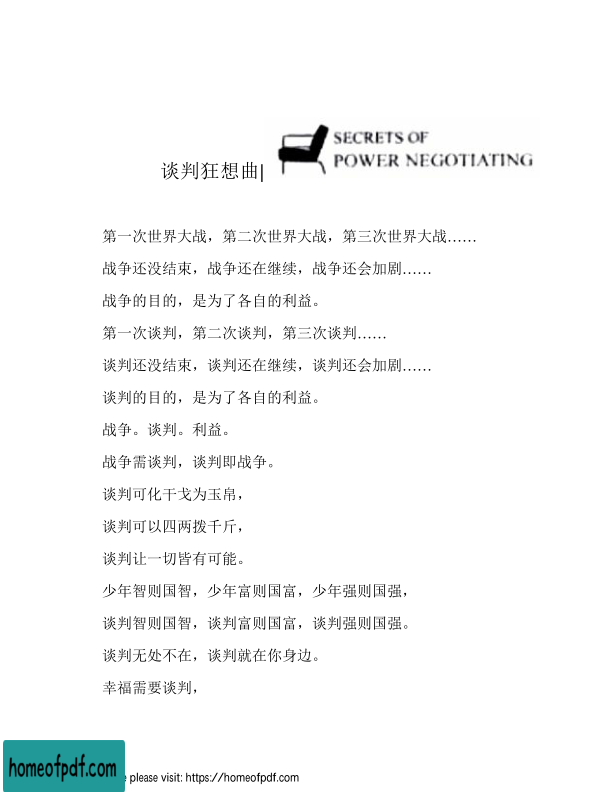 SECRETS OF
POWER NEGOTIATING
谈判狂想曲|
第一次世界大战，第二次世界大战，第三次世界大战……
战争还没结束，战争还在继续，战争还会加剧……
战争的目的，是为了各自的利益。
第一次谈判，第二次谈判，第三次谈判……
谈判还没结束，谈判还在继续，谈判还会加剧……
谈判的目的，是为了各自的利益。
战争。谈判。利益。
战争需谈判，谈判即战争。
谈判可化干戈为玉帛，
谈判可以四两拨千斤，
谈判让一切皆有可能。
少年智则国智，少年富则国富，少年强则国强，
谈判智则国智，谈判富则国富，谈判强则国强。
谈判无处不在，谈判就在你身边。
幸福需要谈判，
homeofpdf.com
e please visit: https://homeofpdf.com